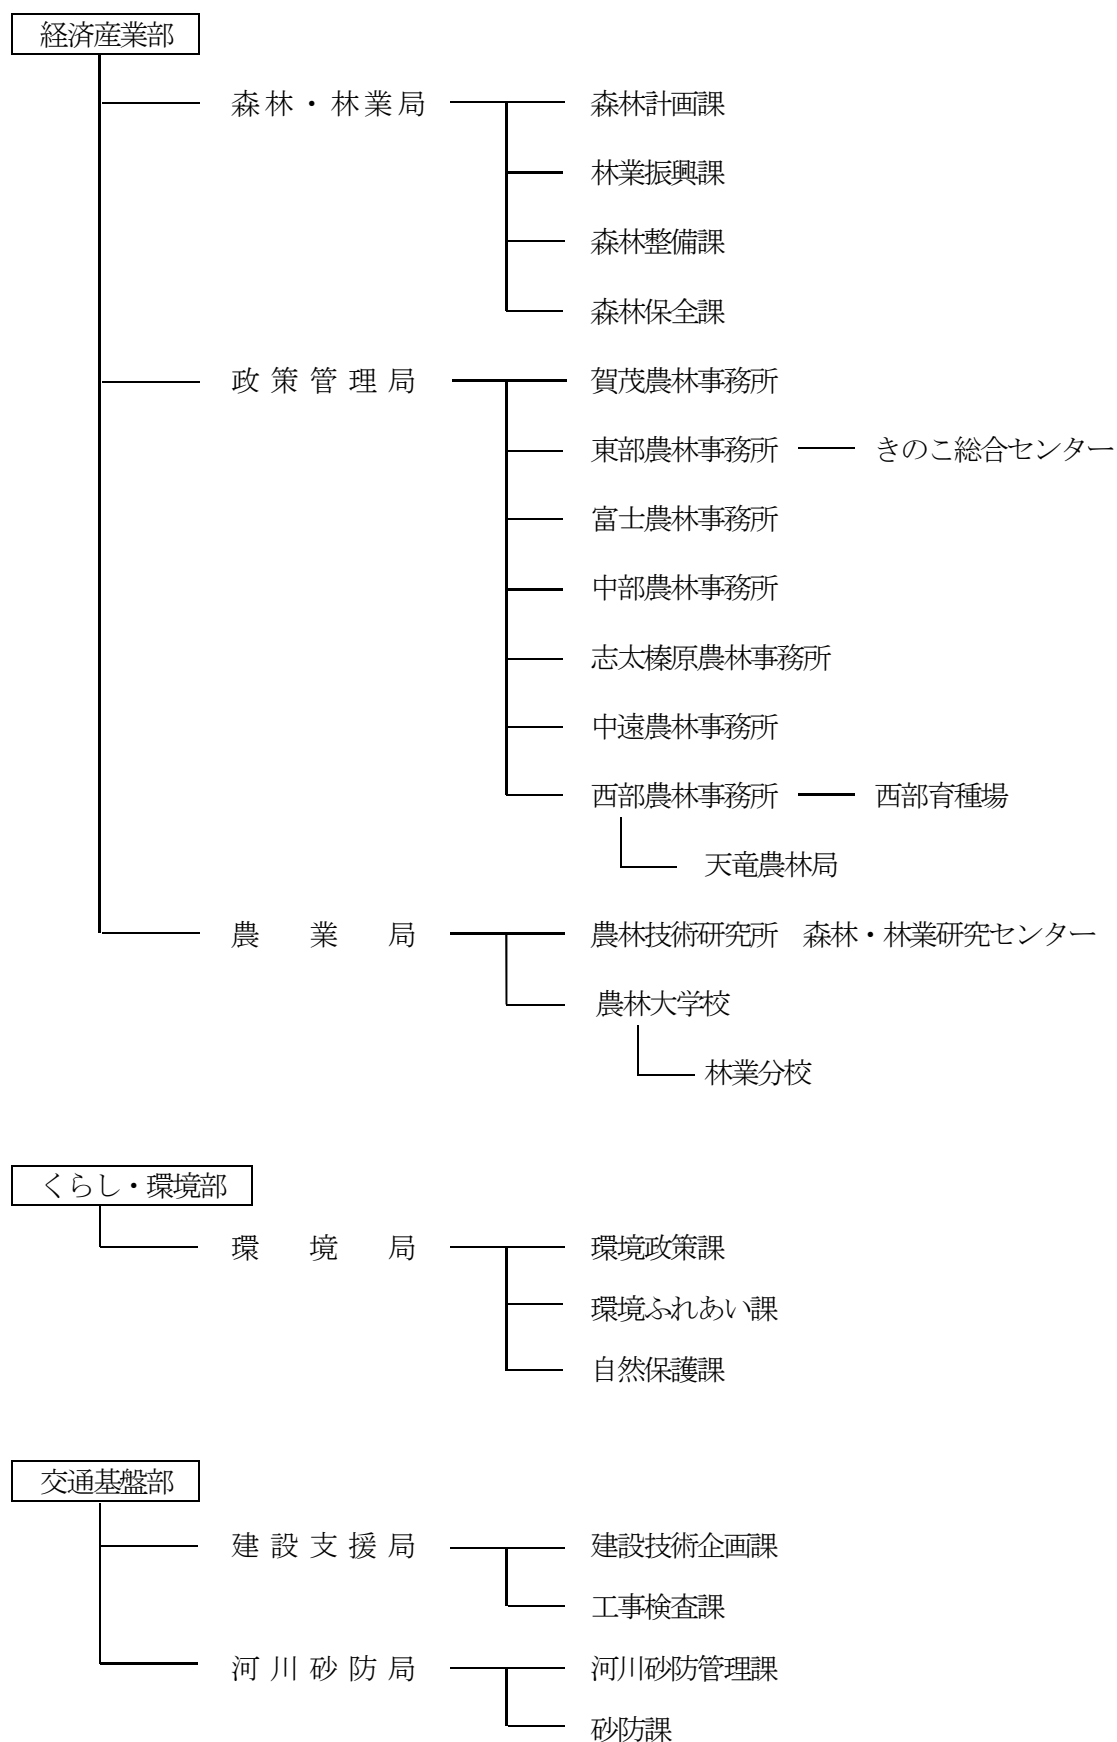 経済産業部
森林・林業局 森林計画課
林業振興課
森林整備課
森林保全課
政策管理局 賀茂農林事務所
東部農林事務所 きのこ総合センター
富士農林事務所
中部農林事務所
志太榛原農林事務所
中遠農林事務所
西部農林事務所 西部育種場
天竜農林局
農業局 農林技術研究所 森林・林業研究センター
農林大学校
林業分校
くらし・環境部
環境局 環境政策課
環境ふれあい課
自然保護課
交通基盤部
建設支援局 建設技術企画課
工事検査課
河川砂防局 河川砂防管理課
砂防課